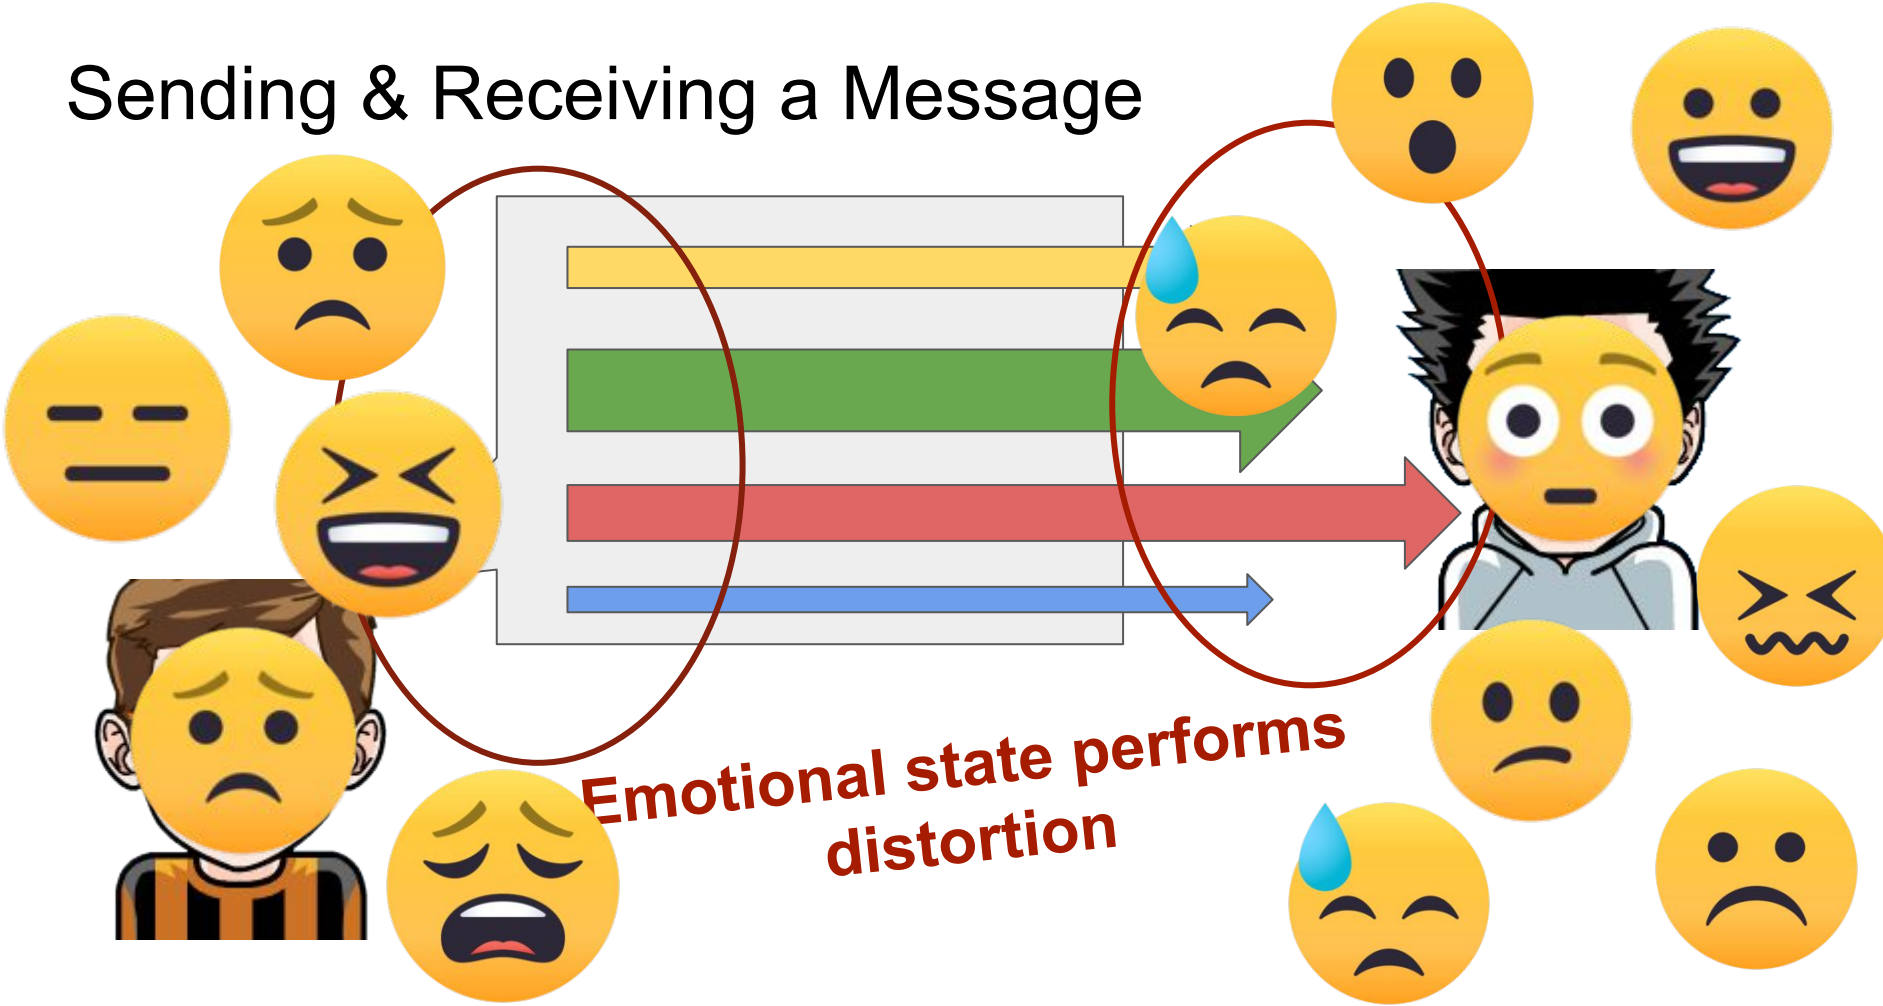 Sending & Receiving a Message
Emotional state performs
distortion